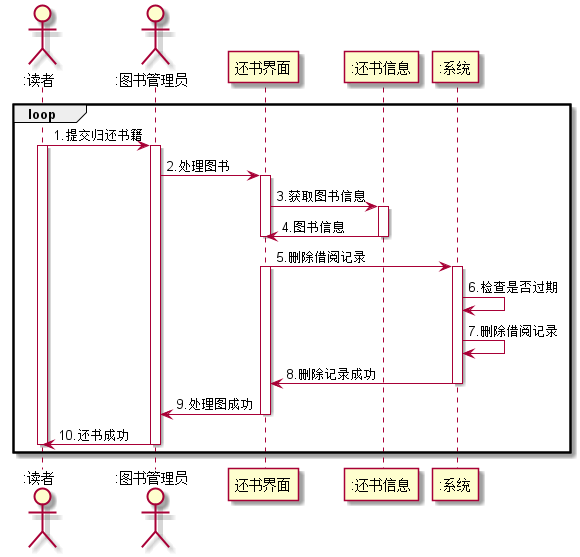 :读者
:图书管理员
还书界面
:还书信息
:系统
loop
1.提交归还书籍
2.处理图书
3.获取图书信息
4.图书信息
5.删除借阅记录
6.检查是否过期
7.删除借阅记录
8.删除记录成功
9.处理图成功
10.还书成功
:读者
:图书管理员
还书界面
:还书信息
:系统